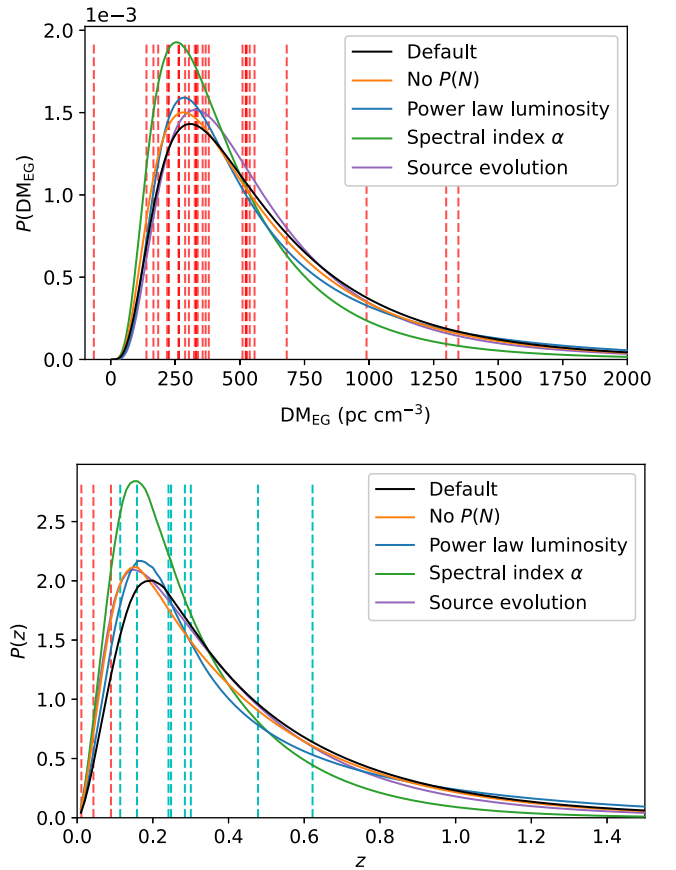 1e−3
2.0
1.5
1.0
0.5
0.0
P(DM_EG)
Default
No P(N)
Power law luminosity
Spectral index α
Source evolution
0 250 500 750 1000 1250 1500 1750 2000
DM_EG (pc cm⁻³)
2.5
2.0
1.5
1.0
0.5
0.0
P(z)
Default
No P(N)
Power law luminosity
Spectral index α
Source evolution
0.0 0.2 0.4 0.6 0.8 1.0 1.2 1.4
z